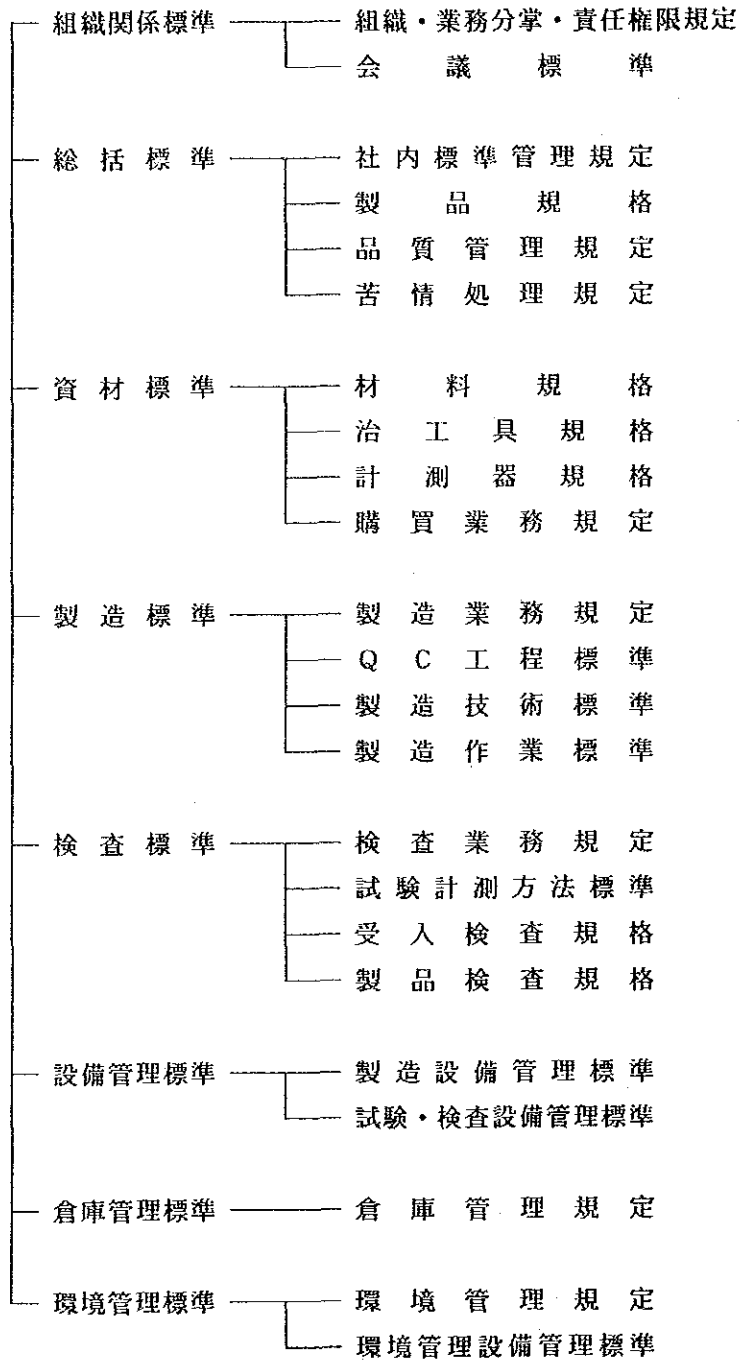 組織関係標準 組織・業務分掌・責任権限規定
会議標準
総括標準 社内標準管理規定
製品規格
品質管理規定
苦情処理規定
資材標準 材料規格
治工具規格
計測器規格
購買業務規定
製造標準 製造業務規定
QC工程標準
製造技術標準
製造作業標準
検査標準 検査業務規定
試験計測方法標準
受入検査規格
製品検査規格
設備管理標準 製造設備管理標準
試験・検査設備管理標準
倉庫管理標準 倉庫管理規定
環境管理標準 環境管理規定
環境管理設備管理標準